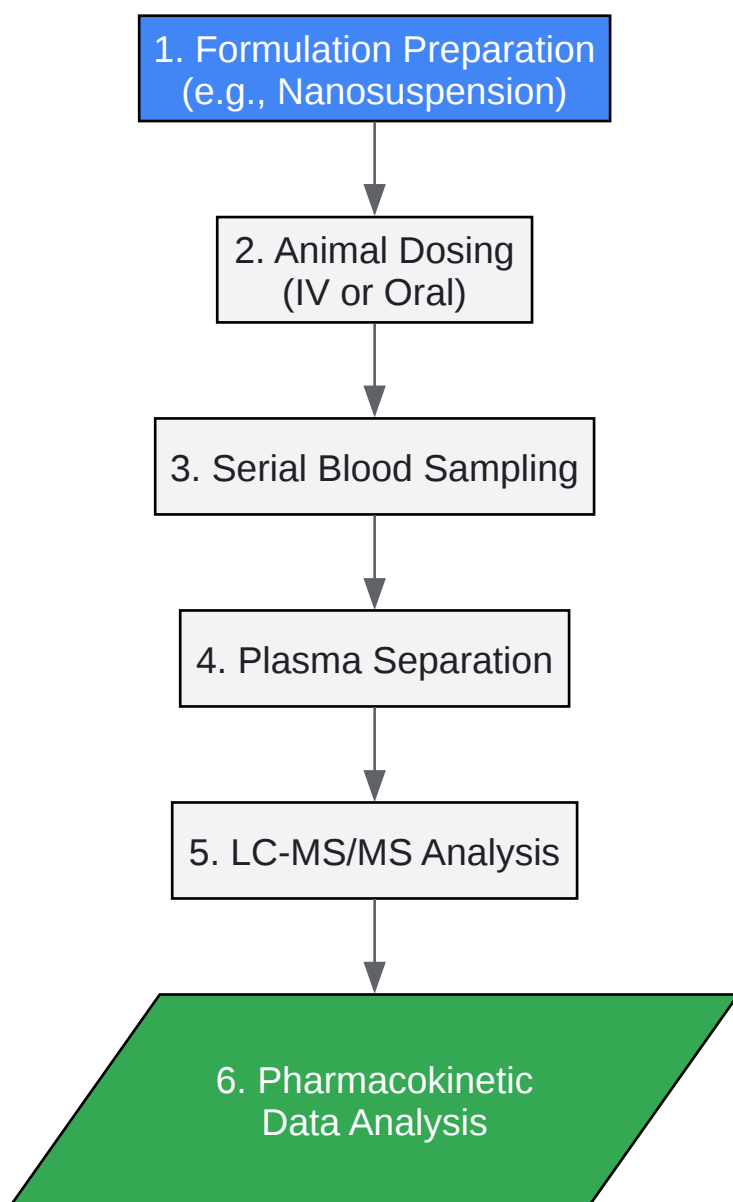 1. Formulation Preparation
(e.g., Nanosuspension)
2. Animal Dosing
(IV or Oral)
3. Serial Blood Sampling
4. Plasma Separation
5. LC-MS/MS Analysis
6. Pharmacokinetic
Data Analysis